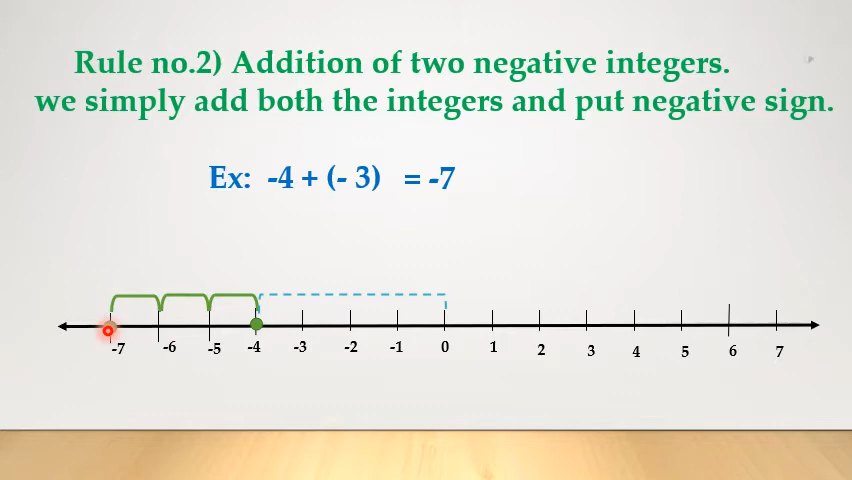 Rule no.2) Addition of two negative integers.
we simply add both the integers and put negative sign.
Ex: -4 + (- 3) = -7
-7 -6 -5 -4 -3 -2 -1 0 1 2 3 4 5 6 7